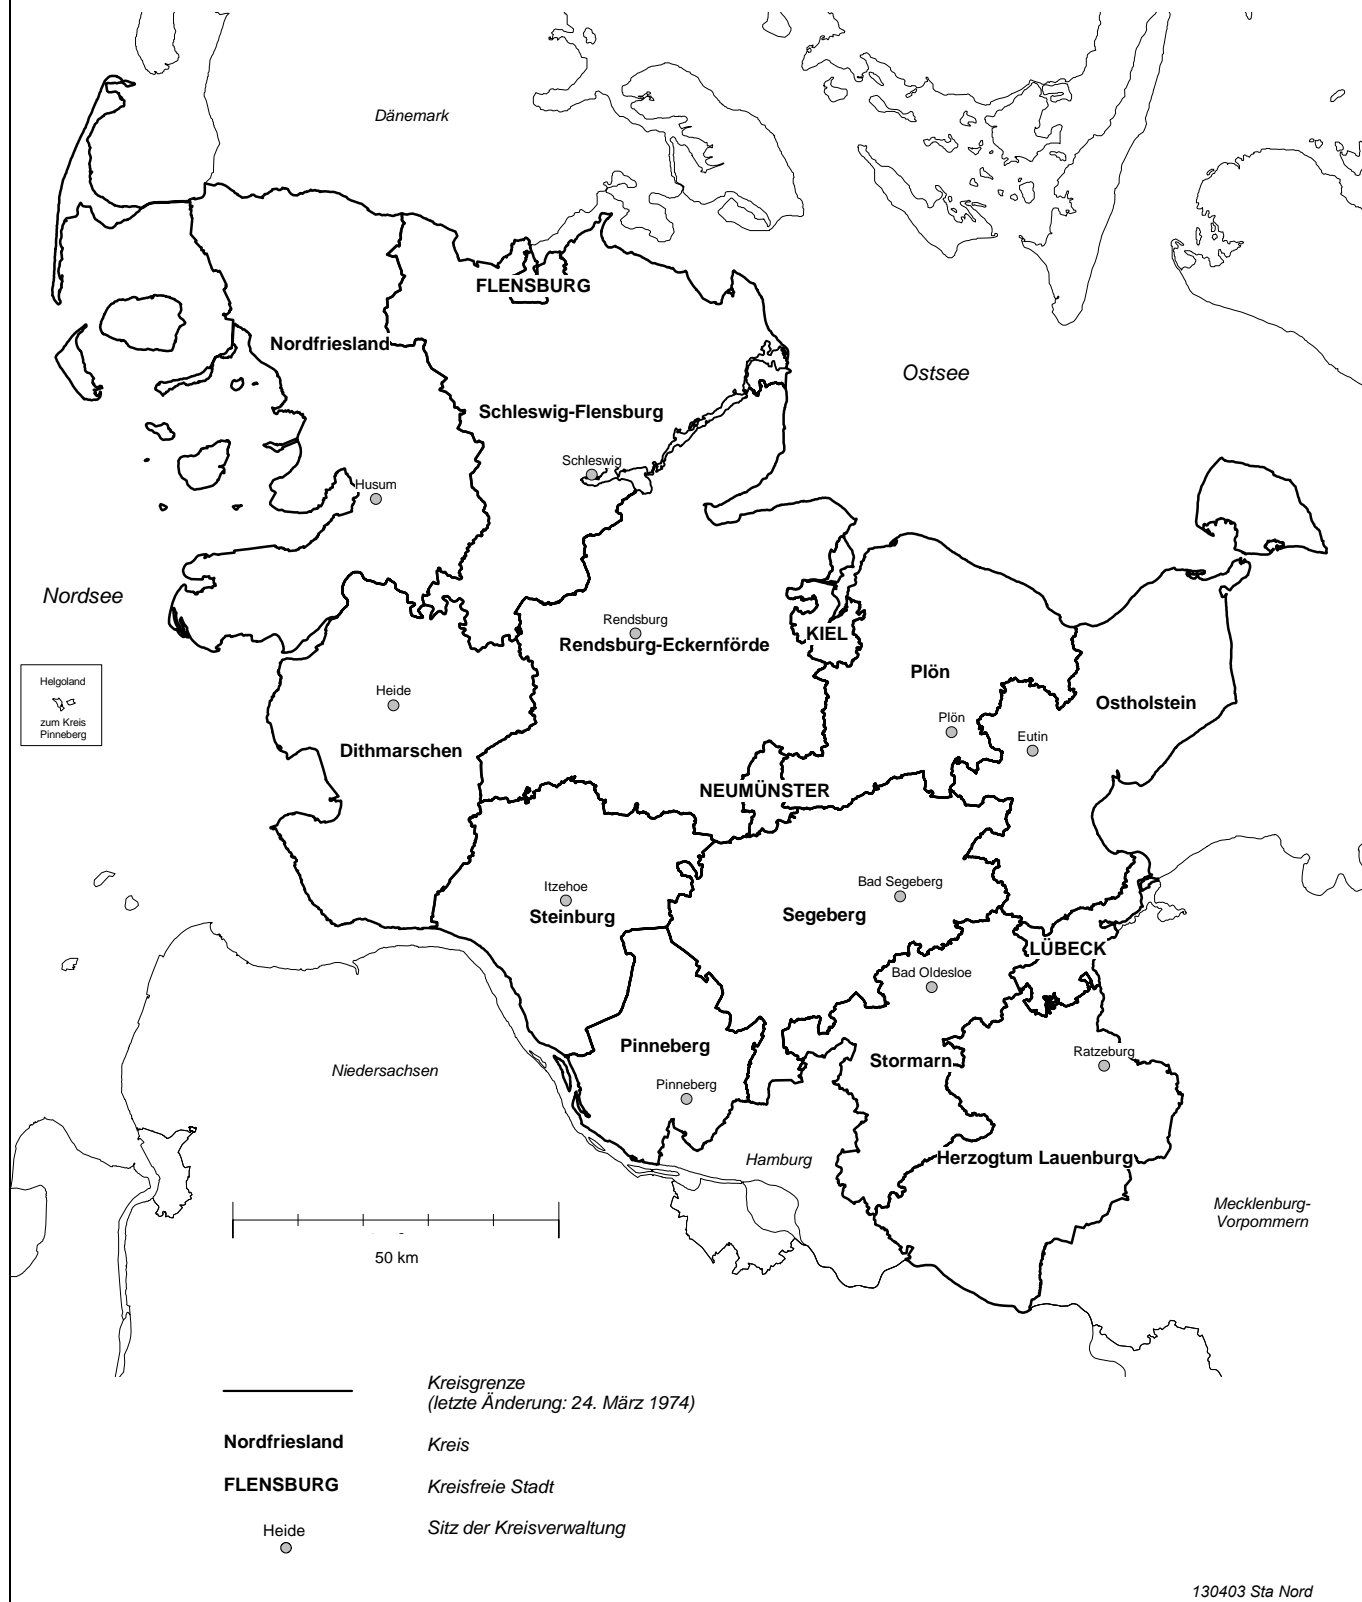 Dänemark
FLENSBURG
Nordfriesland
Ostsee
Schleswig-Flensburg
Schleswig
Husum
Nordsee
Rendsburg
KIEL
Rendsburg-Eckernförde
Plön
Helgoland
zum Kreis
Pinneberg
Heide
Ostholstein
Plön
Eutin
Dithmarschen
NEUMÜNSTER
Itzehoe
Steinburg
Bad Segeberg
Segeberg
LÜBECK
Bad Oldesloe
Pinneberg
Stormarn
Ratzeburg
Niedersachsen
Pinneberg
Hamburg
Herzogtum Lauenburg
Mecklenburg-
Vorpommern
50 km
Kreisgrenze
(letzte Änderung: 24. März 1974)
Nordfriesland
Kreis
FLENSBURG
Kreisfreie Stadt
Heide
Sitz der Kreisverwaltung
130403 Sta Nord